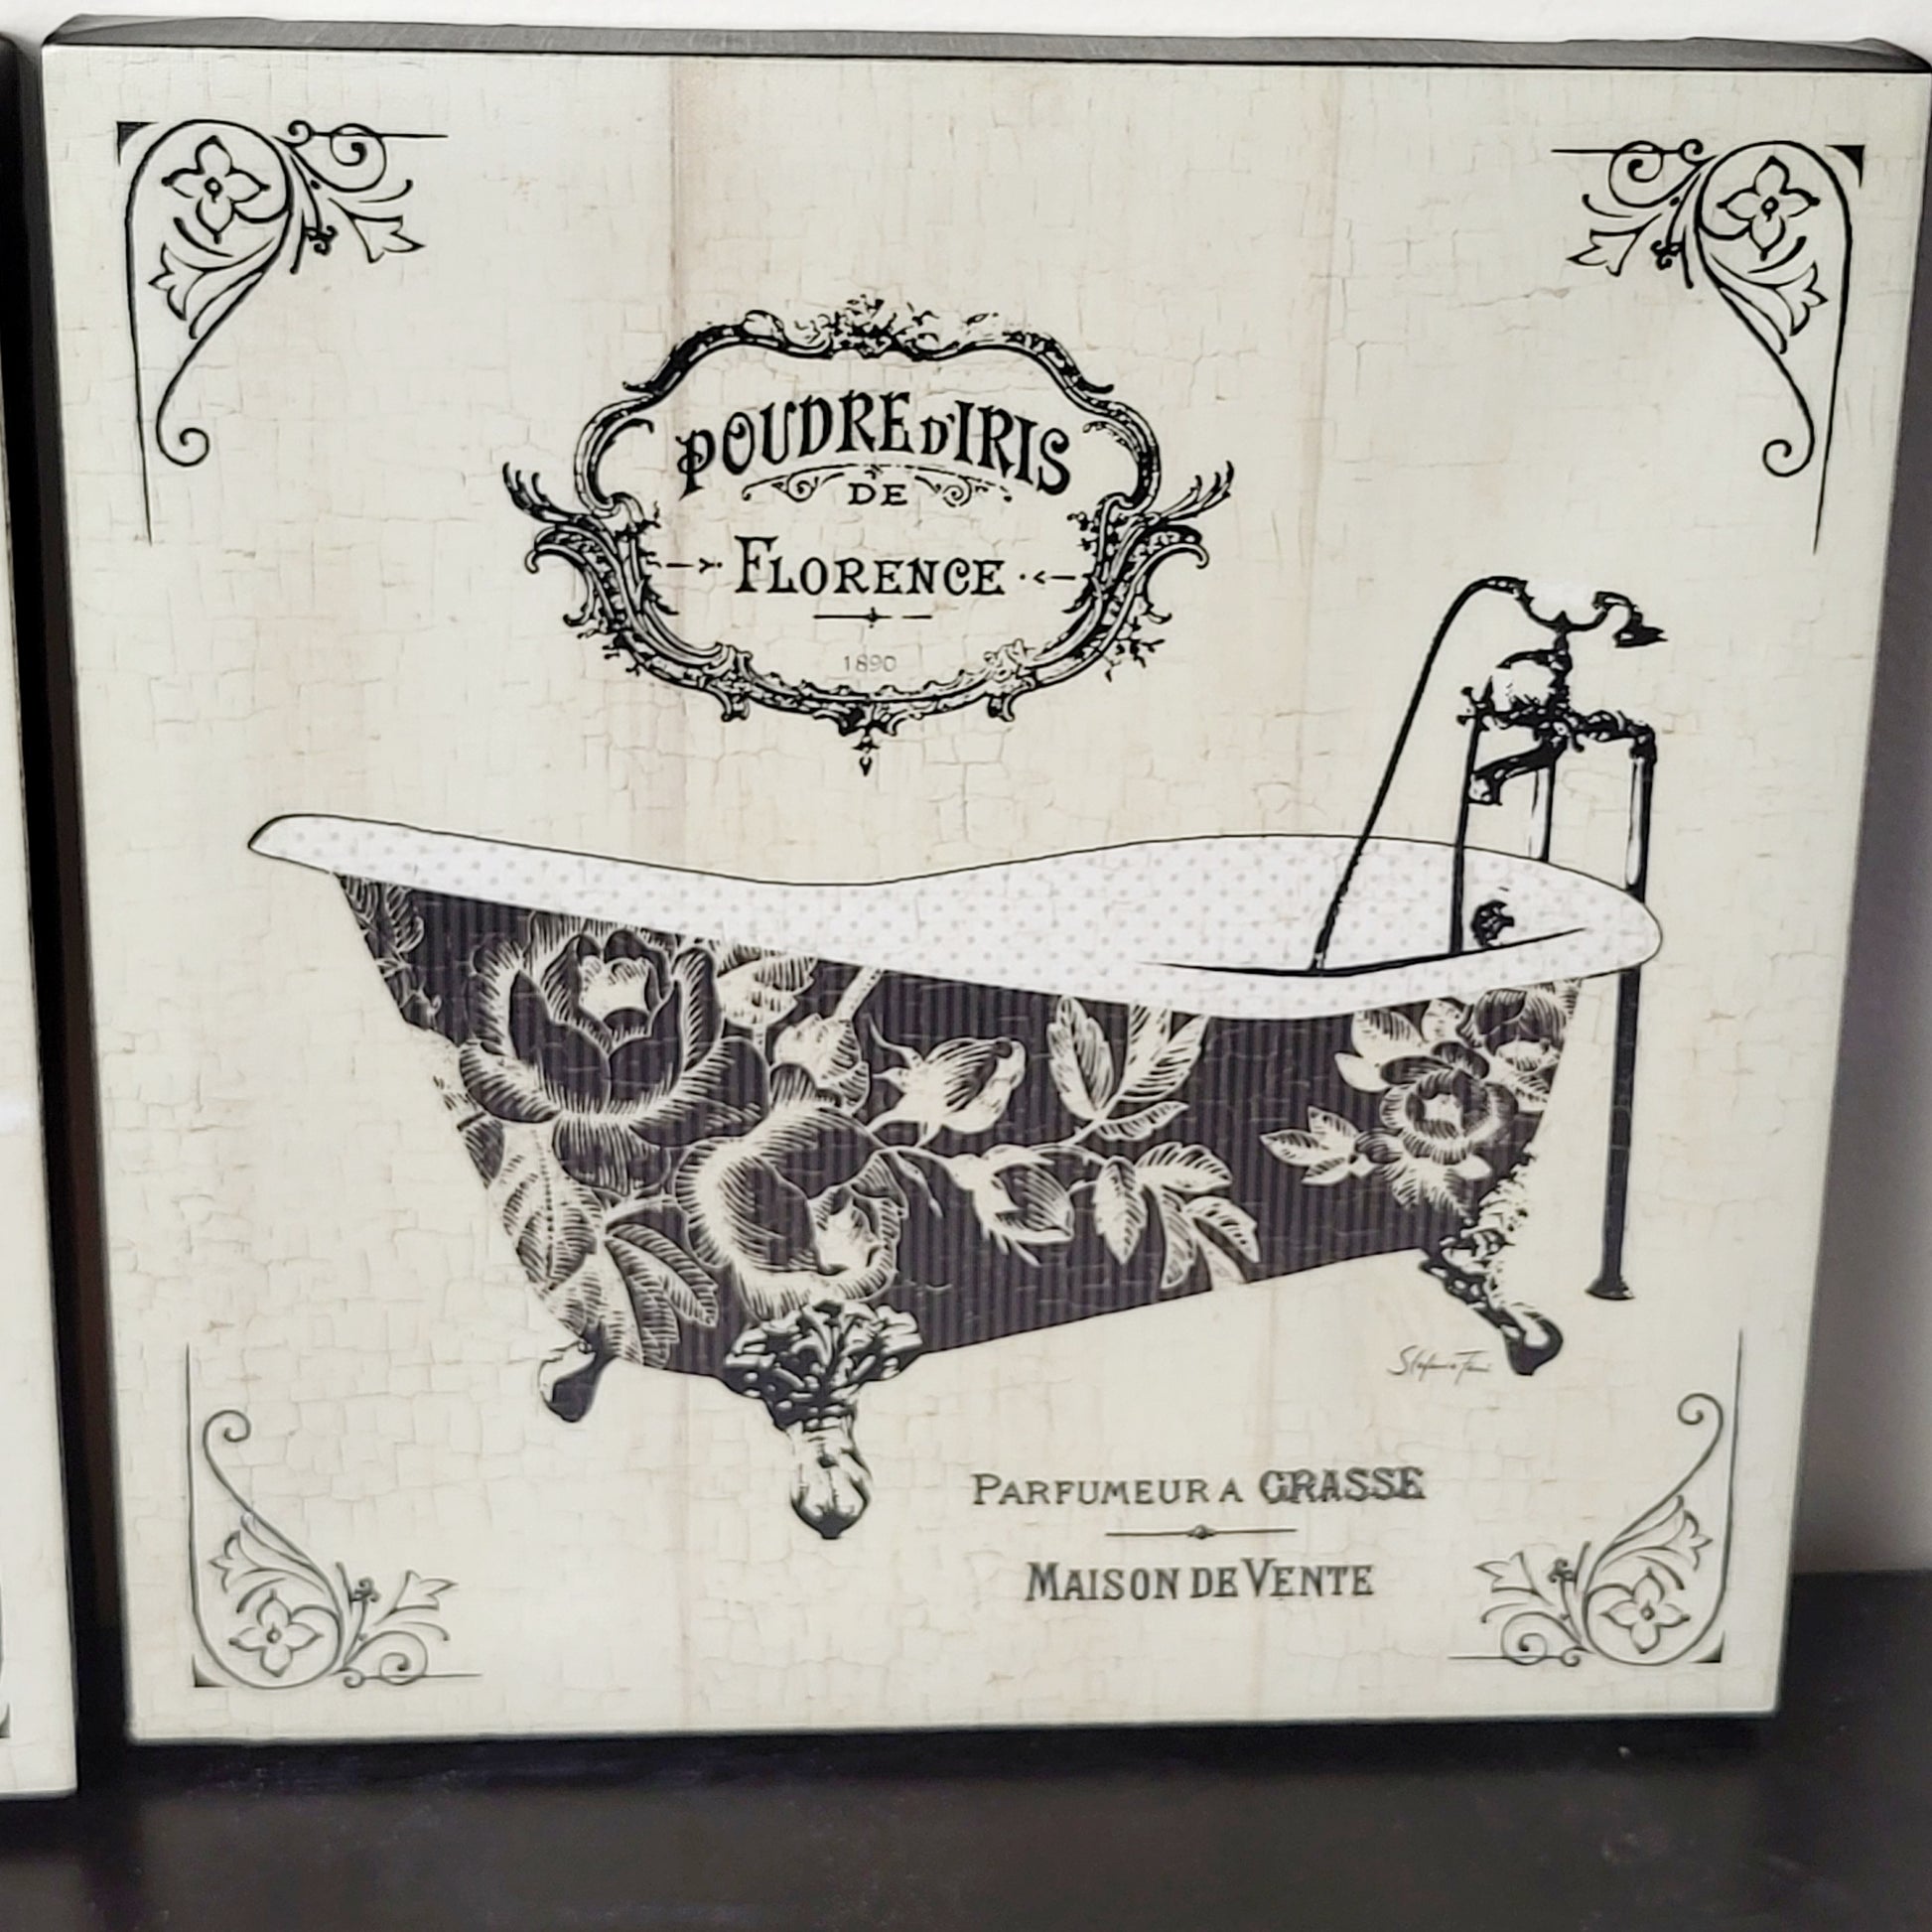 POUDRE D'IRIS
DE
FLORENCE
1890
PARFUMEUR A GRASSE
MAISON DE VENTE